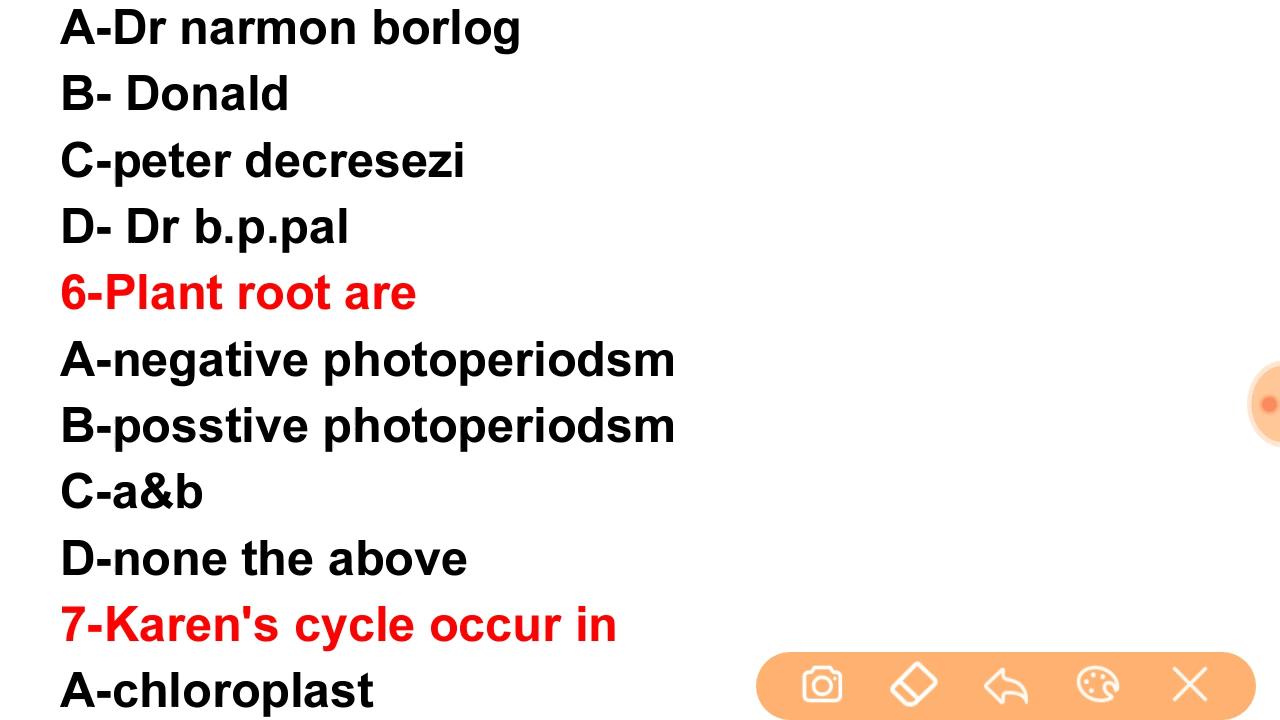 A-Dr narmon borlog
B- Donald
C-peter decresezi
D- Dr b.p.pal
6-Plant root are
A-negative photoperiodsm
B-posstive photoperiodsm
C-a&b
D-none the above
7-Karen's cycle occur in
A-chloroplast